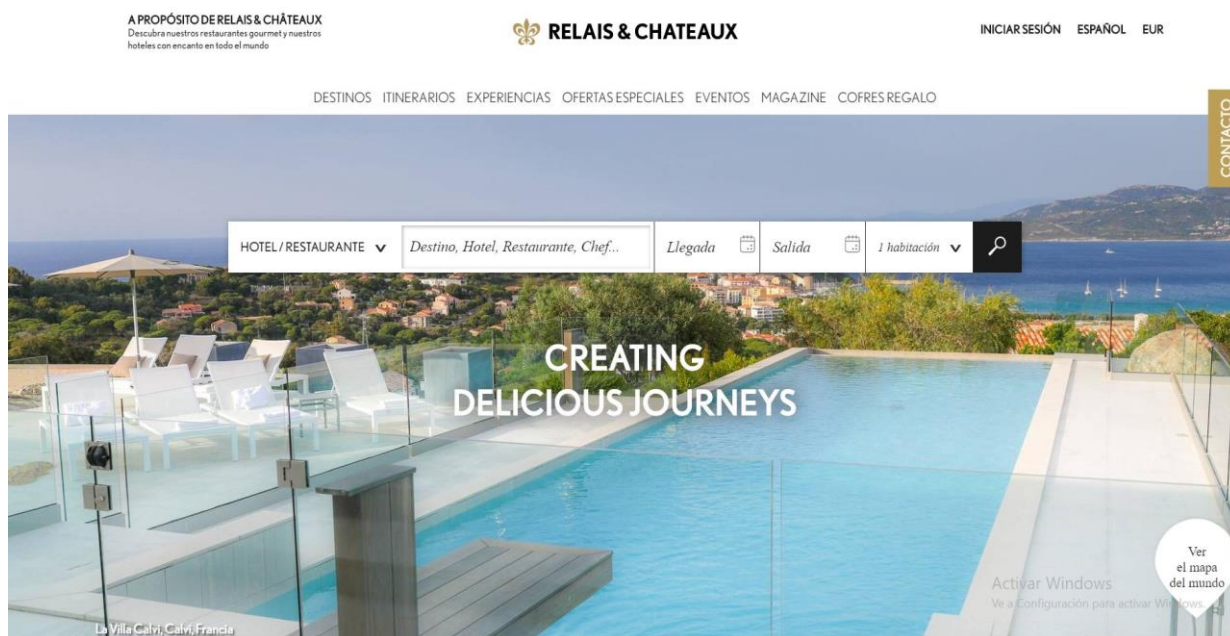 A PROPÓSITO DE RELAIS & CHÂTEAUX
Descubra nuestros restaurantes gourmet y nuestros
hoteles con encanto en todo el mundo
RELAIS & CHATEAUX
INICIAR SESIÓN ESPAÑOL EUR
DESTINOS ITINERARIOS EXPERIENCIAS OFERTAS ESPECIALES EVENTOS MAGAZINE COFRES REGALO
CONTACTO
HOTEL / RESTAURANTE Destino, Hotel, Restaurante, Chef... Llegada Salida 1 habitación
CREATING
DELICIOUS JOURNEYS
Ver
el mapa
del mundo
Activar Windows
Ve a Configuración para activar Windows.
La Villa Calvi, Calvi, Francia